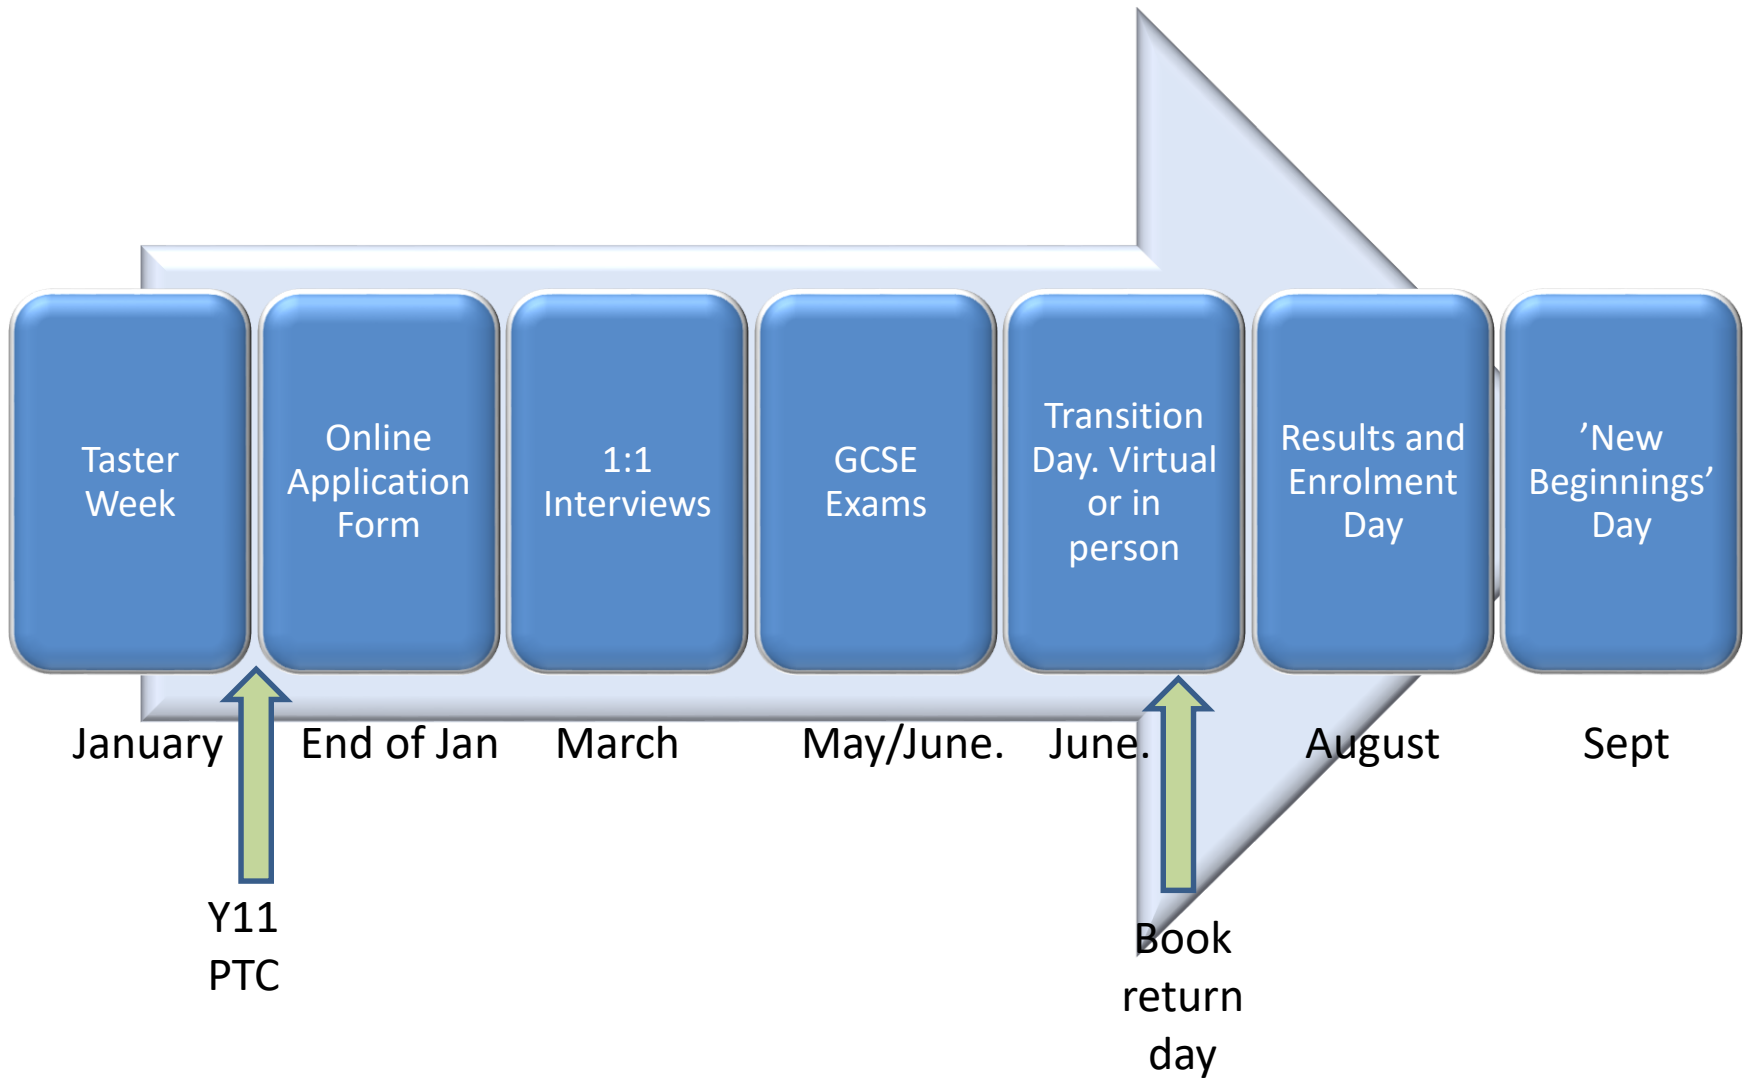 Taster
Week
Online
Application
Form
1:1
Interviews
GCSE
Exams
Transition
Day. Virtual
or in
person
Results and
Enrolment
Day
’New
Beginnings’
Day
January
End of Jan
March
May/June.
June.
August
Sept
Y11
PTC
Book
return
day